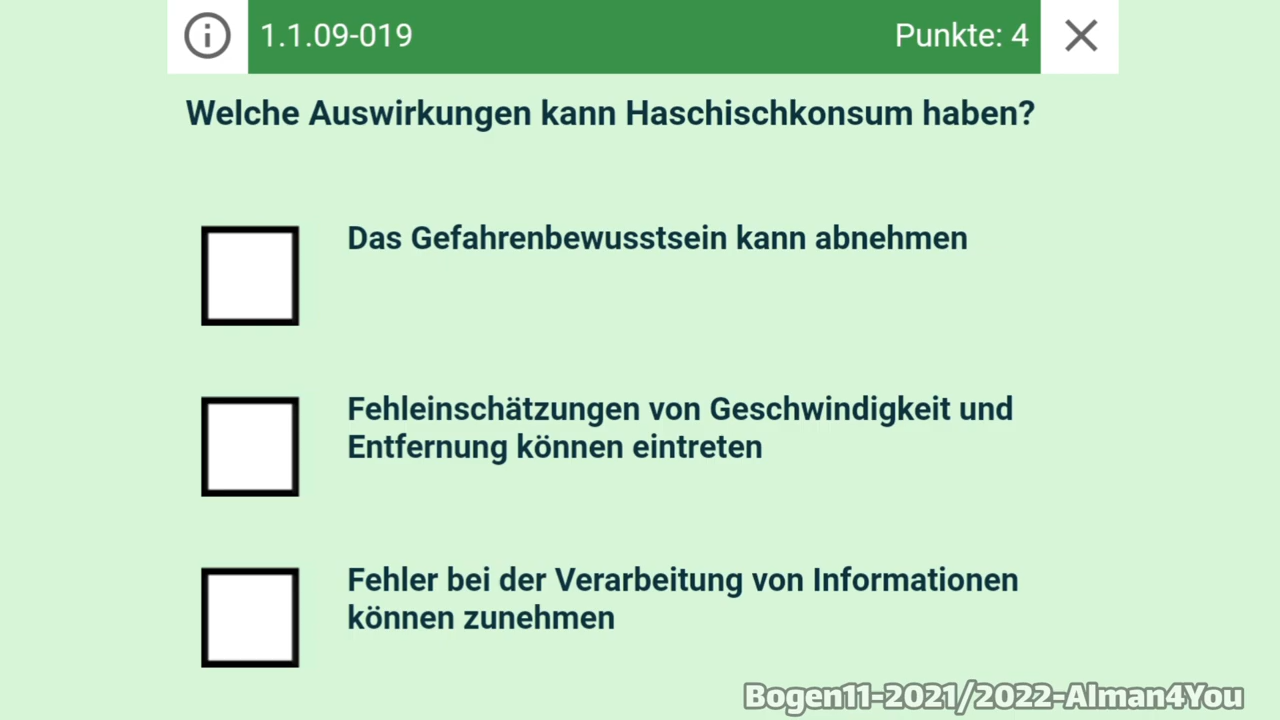 1.1.09-019 Punkte: 4
Welche Auswirkungen kann Haschischkonsum haben?
Das Gefahrenbewusstsein kann abnehmen
Fehleinschätzungen von Geschwindigkeit und
Entfernung können eintreten
Fehler bei der Verarbeitung von Informationen
können zunehmen
Bogen11-2021/2022-Alman4You